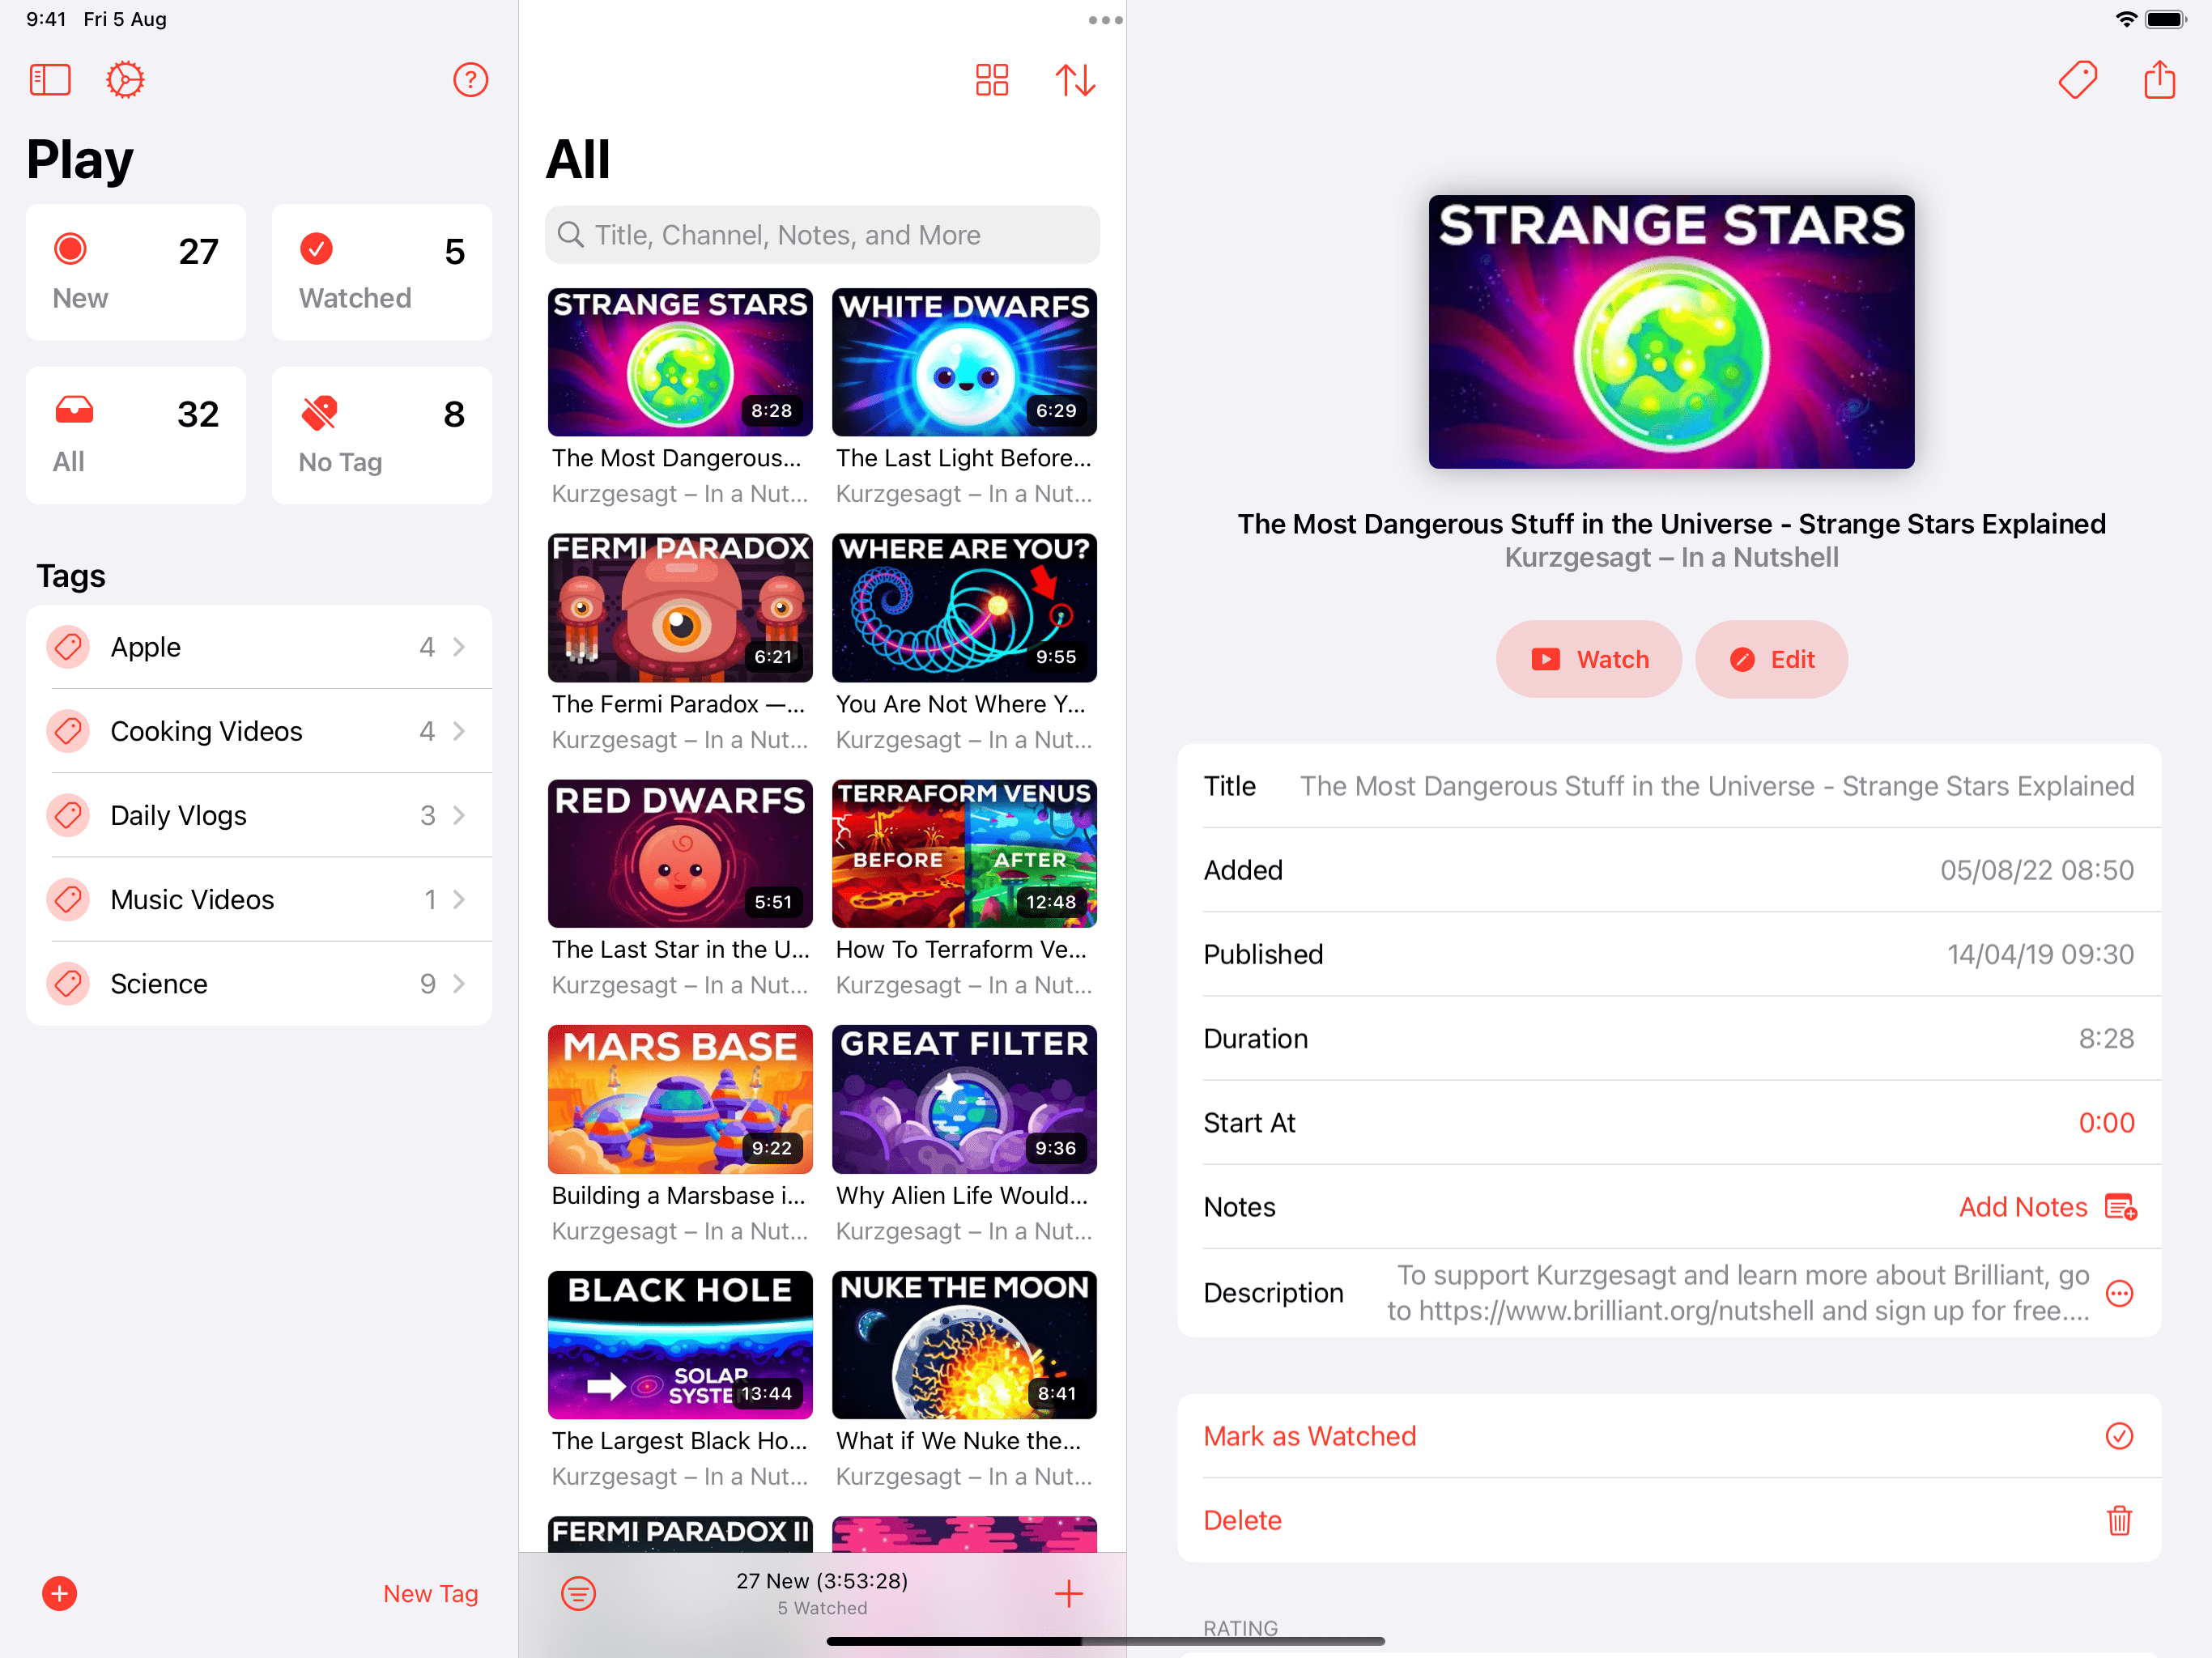 9:41 Fri 5 Aug
Play
27
New
5
Watched
32
All
8
No Tag
Tags
Apple 4
Cooking Videos 4
Daily Vlogs 3
Music Videos 1
Science 9
New Tag
All
Title, Channel, Notes, and More
STRANGE STARS
8:28
The Most Dangerous...
Kurzgesagt – In a Nut...
WHITE DWARFS
6:29
The Last Light Before...
Kurzgesagt – In a Nut...
FERMI PARADOX
6:21
The Fermi Paradox —...
Kurzgesagt – In a Nut...
WHERE ARE YOU?
9:55
You Are Not Where Y...
Kurzgesagt – In a Nut...
RED DWARFS
5:51
The Last Star in the U...
Kurzgesagt – In a Nut...
TERRAFORM VENUS
BEFORE AFTER
12:48
How To Terraform Ve...
Kurzgesagt – In a Nut...
MARS BASE
9:22
Building a Marsbase i...
Kurzgesagt – In a Nut...
GREAT FILTER
9:36
Why Alien Life Would...
Kurzgesagt – In a Nut...
BLACK HOLE
SOLAR
SYSTE
13:44
The Largest Black Ho...
Kurzgesagt – In a Nut...
NUKE THE MOON
8:41
What if We Nuke the...
Kurzgesagt – In a Nut...
FERMI PARADOX II
27 New (3:53:28)
5 Watched
STRANGE STARS
The Most Dangerous Stuff in the Universe - Strange Stars Explained
Kurzgesagt – In a Nutshell
Watch
Edit
Title The Most Dangerous Stuff in the Universe - Strange Stars Explained
Added 05/08/22 08:50
Published 14/04/19 09:30
Duration 8:28
Start At 0:00
Notes Add Notes
Description To support Kurzgesagt and learn more about Brilliant, go
to https://www.brilliant.org/nutshell and sign up for free....
Mark as Watched
Delete
RATING